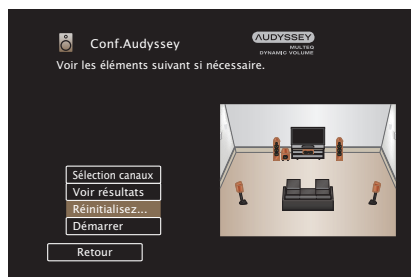 Conf.Audyssey
AUDYSSEY
MULTEQ
DYNAMIC VOLUME
Voir les éléments suivant si nécessaire.
Sélection canaux
Voir résultats
Réinitialisez...
Démarrer
Retour